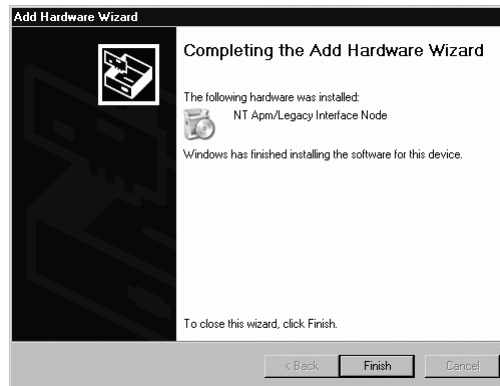 Add Hardware Wizard
Completing the Add Hardware Wizard
The following hardware was installed:
NT Apm/Legacy Interface Node
Windows has finished installing the software for this device.
To close this wizard, click Finish.
< Back
Finish
Cancel